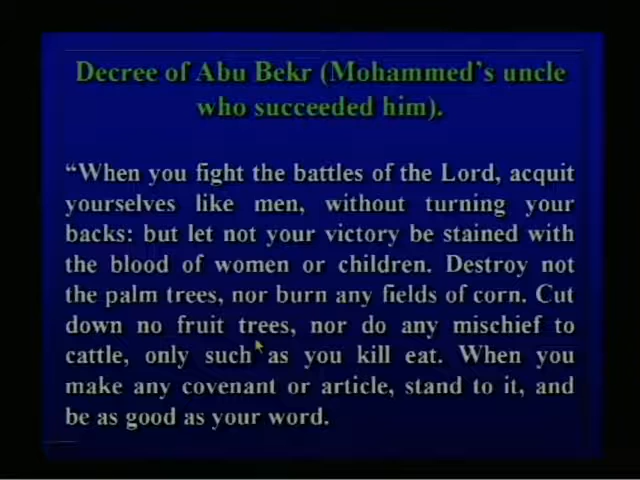 Decree of Abu Bekr (Mohammed's uncle
who succeeded him).
“When you fight the battles of the Lord, acquit
yourselves like men, without turning your
backs: but let not your victory be stained with
the blood of women or children. Destroy not
the palm trees, nor burn any fields of corn. Cut
down no fruit trees, nor do any mischief to
cattle, only such as you kill eat. When you
make any covenant or article, stand to it, and
be as good as your word.